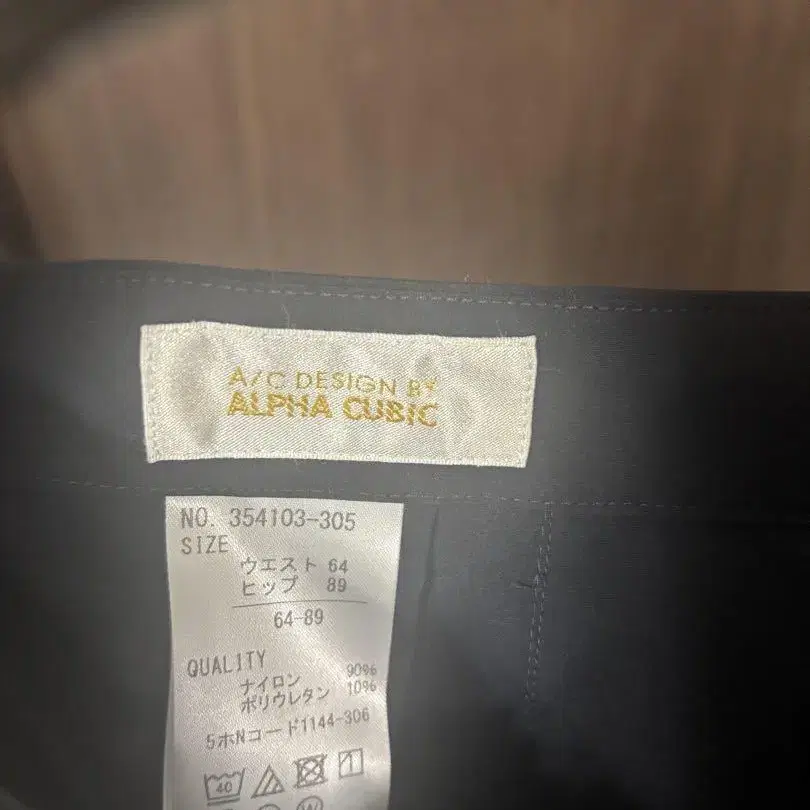 A/C DESIGN BY
ALPHA CUBIC
NO. 354103-305
SIZE
ウエスト 64
ヒップ 89
64-89
QUALITY
ナイロン 90%
ポリウレタン 10%
5ホNコード1144-306
40
W